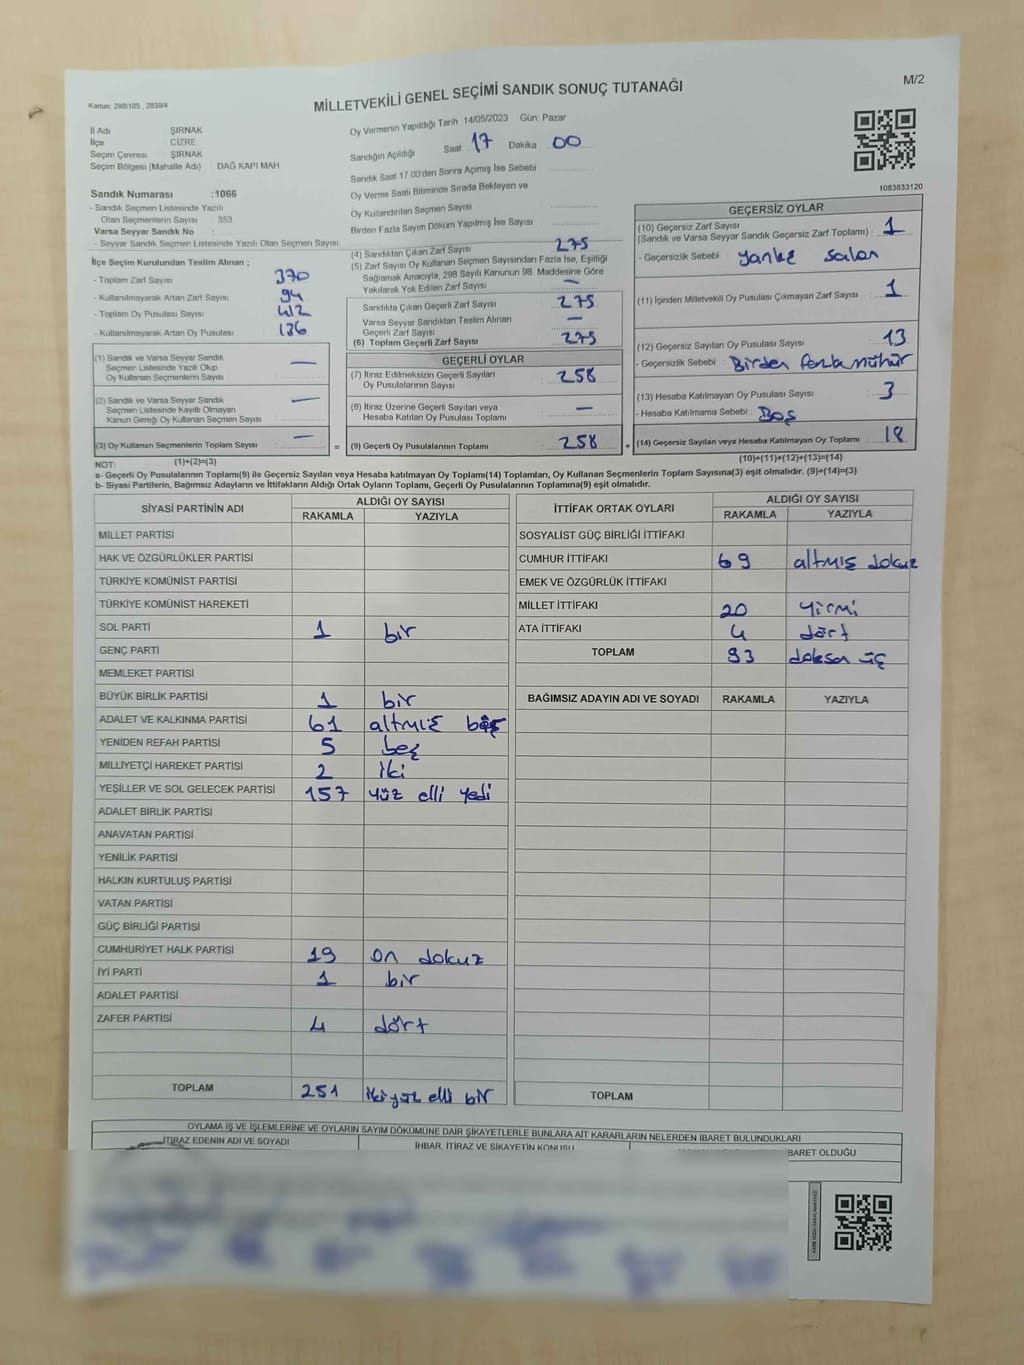 M/2
Kanun: 298/105 , 2839/4
MİLLETVEKİLİ GENEL SEÇİMİ SANDIK SONUÇ TUTANAĞI
İl Adı ŞIRNAK
İlçe CİZRE
Seçim Çevresi ŞIRNAK
Seçim Bölgesi (Mahalle Adı) DAĞ KAPI MAH
Sandık Numarası :1066
- Sandık Seçmen Listesinde Yazılı
Olan Seçmenlerin Sayısı 353
Varsa Seyyar Sandık No :
- Seyyar Sandık Seçmen Listesinde Yazılı Olan Seçmen Sayısı:
İlçe Seçim Kurulundan Teslim Alınan ;
- Toplam Zarf Sayısı : 370
- Kullanılmayarak Artan Zarf Sayısı : 94
- Toplam Oy Pusulası Sayısı : 412
- Kullanılmayarak Artan Oy Pusulası : 136
(1) Sandık ve Varsa Seyyar Sandık
Seçmen Listesinde Yazılı Olup
Oy Kullanan Seçmenlerin Sayısı : —
(2) Sandık ve Varsa Seyyar Sandık
Seçmen Listesinde Kayıtlı Olmayan
Kanun Gereği Oy Kullanan Seçmen Sayısı : —
(3) Oy Kullanan Seçmenlerin Toplam Sayısı : —
Oy Vermenin Yapıldığı Tarih 14/05/2023 Gün: Pazar
Sandığın Açıldığı Saat 17 Dakika 00
Sandık Saat 17.00'den Sonra Açılmış İse Sebebi
Oy Verme Saati Bitiminde Sırada Bekleyen ve
Oy Kullandırılan Seçmen Sayısı
Birden Fazla Sayım Döküm Yapılmış İse Sayısı
(4) Sandıktan Çıkan Zarf Sayısı : 275
(5) Zarf Sayısı Oy Kullanan Seçmen Sayısından Fazla İse, Eşitliği
Sağlamak Amacıyla, 298 Sayılı Kanunun 98. Maddesine Göre
Yakılarak Yok Edilen Zarf Sayısı : —
Sandıkta Çıkan Geçerli Zarf Sayısı : 275
Varsa Seyyar Sandıktan Teslim Alınan
Geçerli Zarf Sayısı : —
(6) Toplam Geçerli Zarf Sayısı : 275
GEÇERLİ OYLAR
(7) İtiraz Edilmeksizin Geçerli Sayılan
Oy Pusulalarının Sayısı : 258
(8) İtiraz Üzerine Geçerli Sayılan veya
Hesaba Katılan Oy Pusulası Toplamı : —
= (9) Geçerli Oy Pusulalarının Toplamı : 258 +
1083833120
GEÇERSİZ OYLAR
(10) Geçersiz Zarf Sayısı
(Sandık ve Varsa Seyyar Sandık Geçersiz Zarf Toplamı) : 1
- Geçersizlik Sebebi :
(11) İçinden Milletvekili Oy Pusulası Çıkmayan Zarf Sayısı : 1
(12) Geçersiz Sayılan Oy Pusulası Sayısı : 13
- Geçersizlik Sebebi : Birden fazla mühür
(13) Hesaba Katılmayan Oy Pusulası Sayısı : 3
- Hesaba Katılmama Sebebi : Boş
(14) Geçersiz Sayılan veya Hesaba Katılmayan Oy Toplamı : 18
NOT: (1)+(2)=(3)
(10)+(11)+(12)+(13)=(14)
a- Geçerli Oy Pusulalarının Toplamı(9) ile Geçersiz Sayılan veya Hesaba katılmayan Oy Toplamı(14) Toplamları, Oy Kullanan Seçmenlerin Toplam Sayısına(3) eşit olmalıdır. (9)+(14)=(3)
b- Siyasi Partilerin, Bağımsız Adayların ve İttifakların Aldığı Ortak Oyların Toplamı, Geçerli Oy Pusulalarının Toplamına(9) eşit olmalıdır.
SİYASİ PARTİNİN ADI ALDIĞI OY SAYISI
RAKAMLA YAZIYLA
MİLLET PARTİSİ
HAK VE ÖZGÜRLÜKLER PARTİSİ
TÜRKİYE KOMÜNİST PARTİSİ
TÜRKİYE KOMÜNİST HAREKETİ
SOL PARTİ 1 bir
GENÇ PARTİ
MEMLEKET PARTİSİ
BÜYÜK BİRLİK PARTİSİ 1 bir
ADALET VE KALKINMA PARTİSİ 61 altmış
YENİDEN REFAH PARTİSİ 5 beş
MİLLİYETÇİ HAREKET PARTİSİ 2 iki
YEŞİLLER VE SOL GELECEK PARTİSİ 157 yüz elli yedi
ADALET BİRLİK PARTİSİ
ANAVATAN PARTİSİ
YENİLİK PARTİSİ
HALKIN KURTULUŞ PARTİSİ
VATAN PARTİSİ
GÜÇ BİRLİĞİ PARTİSİ
CUMHURİYET HALK PARTİSİ 19 on dokuz
İYİ PARTİ 1 bir
ADALET PARTİSİ
ZAFER PARTİSİ 4 dört
TOPLAM 251 iki yüz elli bir
İTTİFAK ORTAK OYLARI ALDIĞI OY SAYISI
RAKAMLA YAZIYLA
SOSYALİST GÜÇ BİRLİĞİ İTTİFAKI
CUMHUR İTTİFAKI 69 altmış dokuz
EMEK VE ÖZGÜRLÜK İTTİFAKI
MİLLET İTTİFAKI 20 yirmi
ATA İTTİFAKI 4 dört
TOPLAM 93 doksan üç
BAĞIMSIZ ADAYIN ADI VE SOYADI RAKAMLA YAZIYLA
TOPLAM
OYLAMA İŞ VE İŞLEMLERİNE VE OYLARIN SAYIM DÖKÜMÜNE DAİR ŞİKAYETLERLE BUNLARA AİT KARARLARIN NELERDEN İBARET BULUNDUKLARI
İTİRAZ EDENİN ADI VE SOYADI İHBAR, İTİRAZ VE ŞİKAYETİN KONUSU BARET OLDUĞU